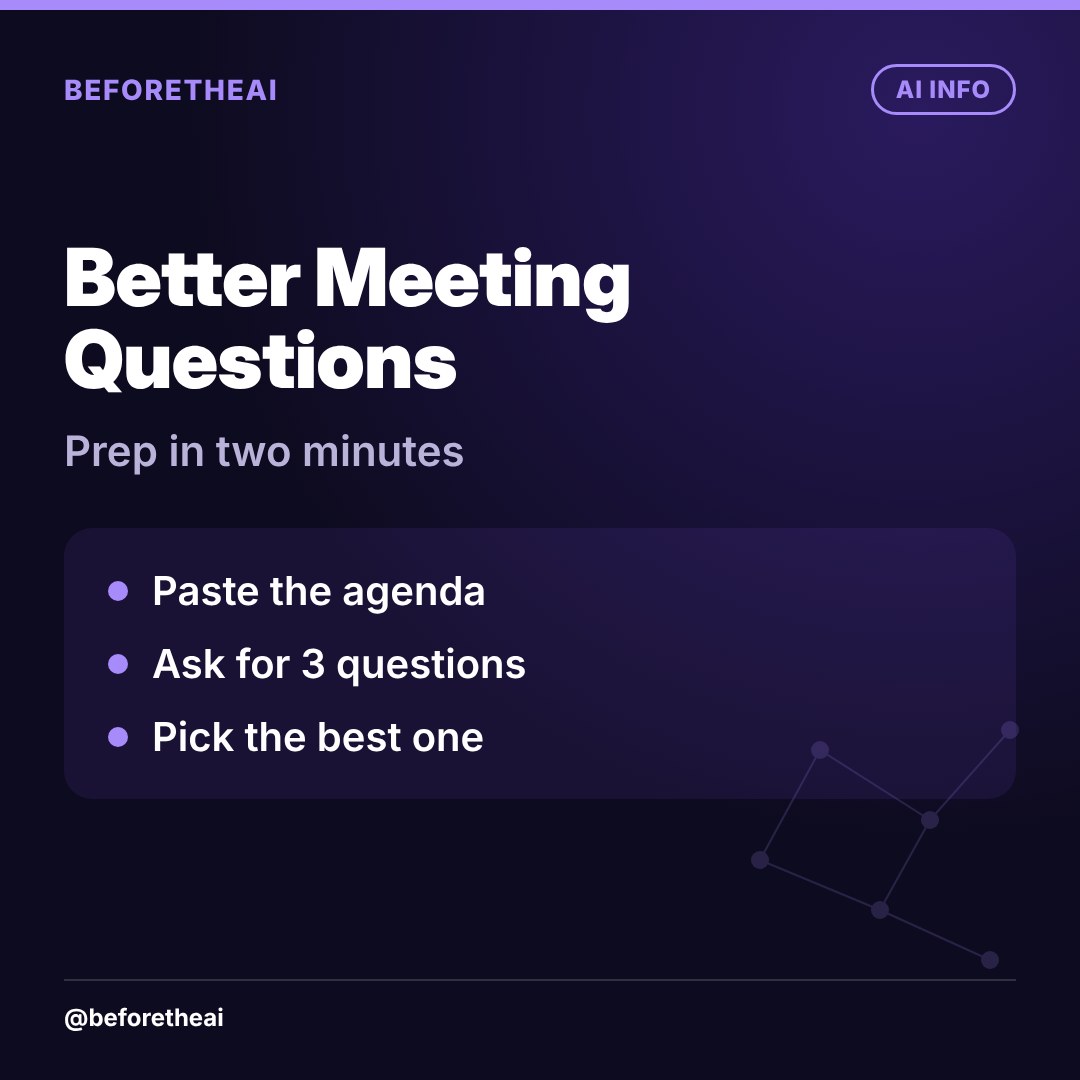 BEFORETHEAI
AI INFO
Better Meeting
Questions
Prep in two minutes
Paste the agenda
Ask for 3 questions
Pick the best one
@beforetheai